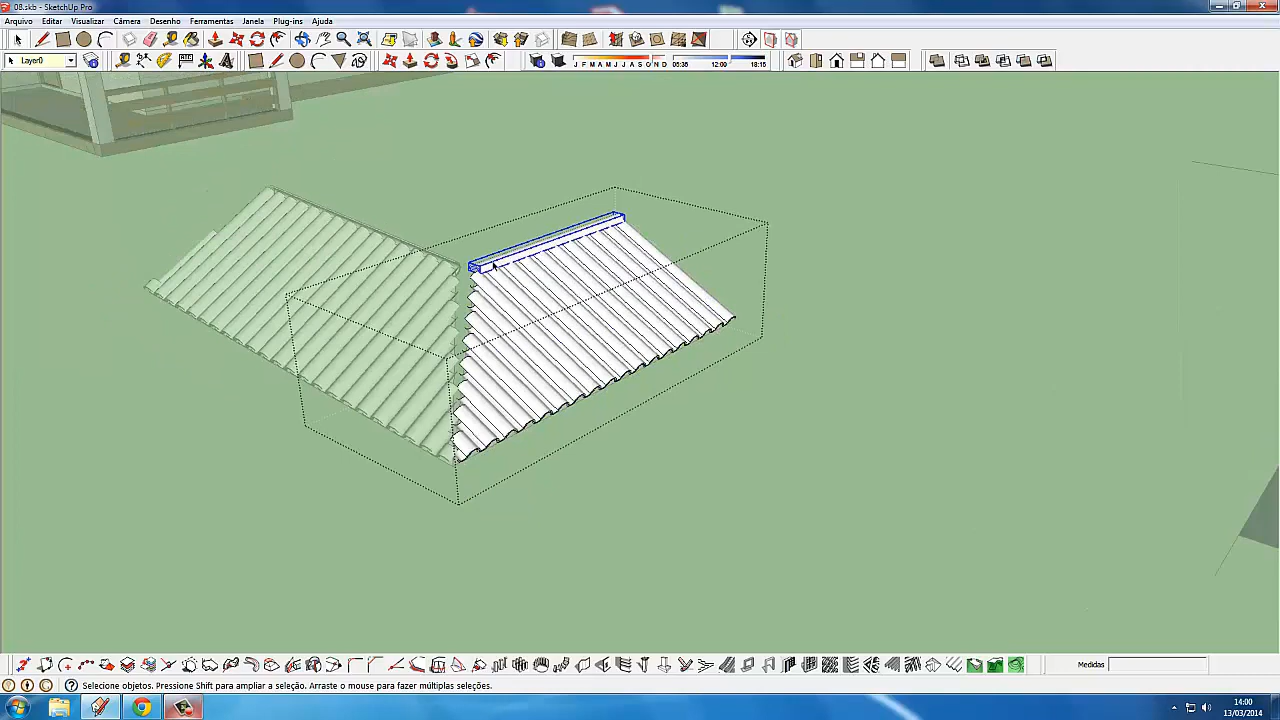 08.skb - SketchUp Pro
Arquivo Editar Visualizar Câmera Desenho Ferramentas Janela Plug-ins Ajuda
Layer0
J F M A M J J A S O N D 06:36 12:00 18:15
Medidas
Selecione objetos. Pressione Shift para ampliar a seleção. Arraste o mouse para fazer múltiplas seleções.
14:00
13/03/2014